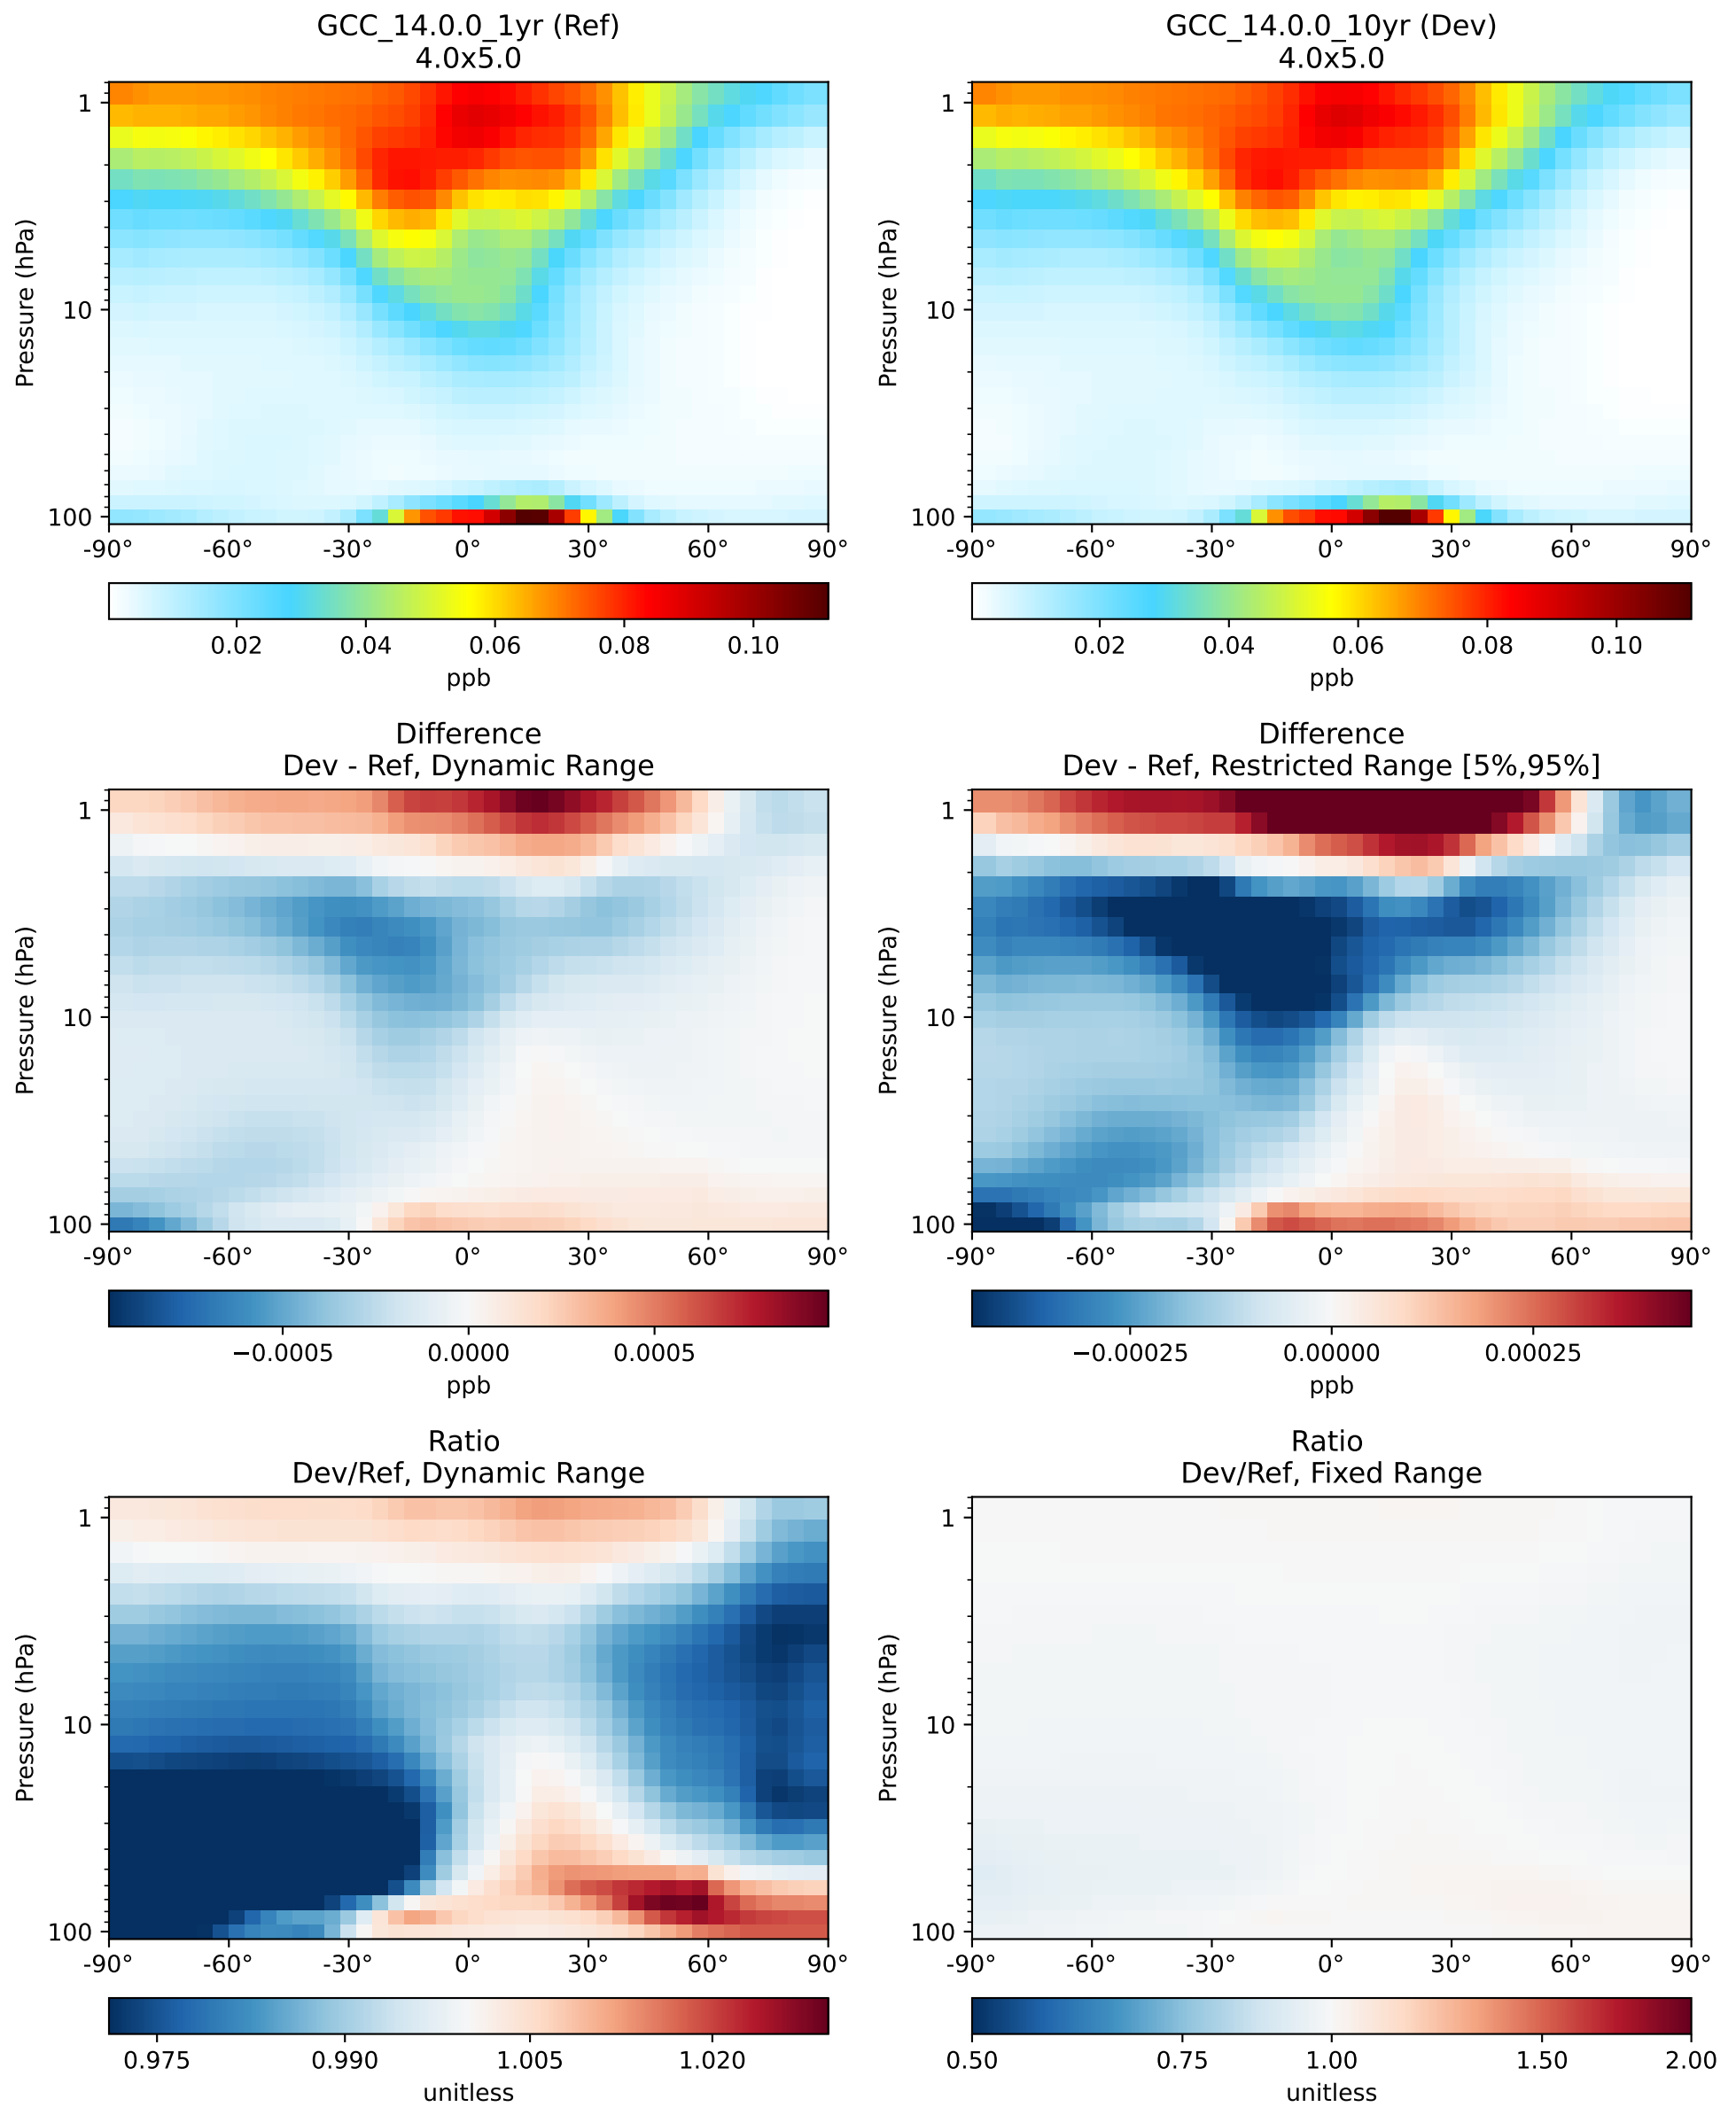 GCC_14.0.0_1yr (Ref)
4.0x5.0
Pressure (hPa)
1
10
100
-90° -60° -30° 0° 30° 60° 90°
0.02 0.04 0.06 0.08 0.10
ppb
GCC_14.0.0_10yr (Dev)
4.0x5.0
Pressure (hPa)
1
10
100
-90° -60° -30° 0° 30° 60° 90°
0.02 0.04 0.06 0.08 0.10
ppb
Difference
Dev - Ref, Dynamic Range
Pressure (hPa)
1
10
100
-90° -60° -30° 0° 30° 60° 90°
−0.0005 0.0000 0.0005
ppb
Difference
Dev - Ref, Restricted Range [5%,95%]
Pressure (hPa)
1
10
100
-90° -60° -30° 0° 30° 60° 90°
−0.00025 0.00000 0.00025
ppb
Ratio
Dev/Ref, Dynamic Range
Pressure (hPa)
1
10
100
-90° -60° -30° 0° 30° 60° 90°
0.975 0.990 1.005 1.020
unitless
Ratio
Dev/Ref, Fixed Range
Pressure (hPa)
1
10
100
-90° -60° -30° 0° 30° 60° 90°
0.50 0.75 1.00 1.50 2.00
unitless